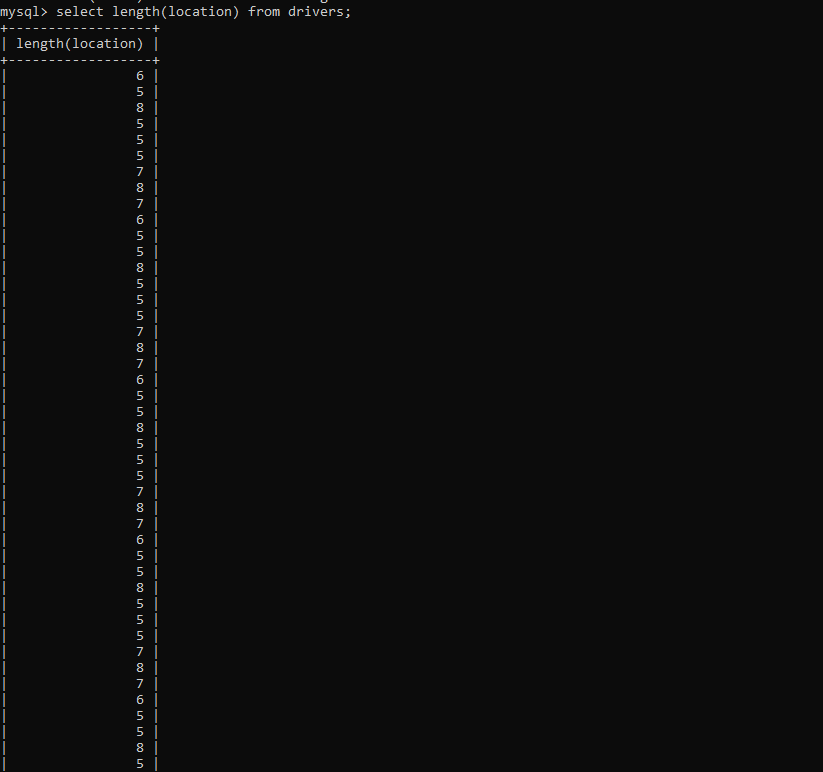 mysql> select length(location) from drivers;
+------------------+
| length(location) |
+------------------+
|                6 |
|                5 |
|                8 |
|                5 |
|                5 |
|                5 |
|                7 |
|                8 |
|                7 |
|                6 |
|                5 |
|                5 |
|                8 |
|                5 |
|                5 |
|                5 |
|                7 |
|                8 |
|                7 |
|                6 |
|                5 |
|                5 |
|                8 |
|                5 |
|                5 |
|                5 |
|                7 |
|                8 |
|                7 |
|                6 |
|                5 |
|                5 |
|                8 |
|                5 |
|                5 |
|                5 |
|                7 |
|                8 |
|                7 |
|                6 |
|                5 |
|                5 |
|                8 |
|                5 |